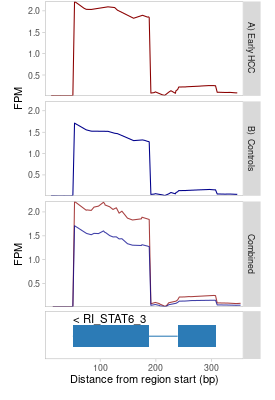 2.0
1.5
1.0
0.5
A) Early HCC
FPM
2.0
1.5
1.0
0.5
B) Controls
FPM
2.0
1.5
1.0
0.5
Combined
FPM
< RI_STAT6_3
100
200
300
Distance from region start (bp)